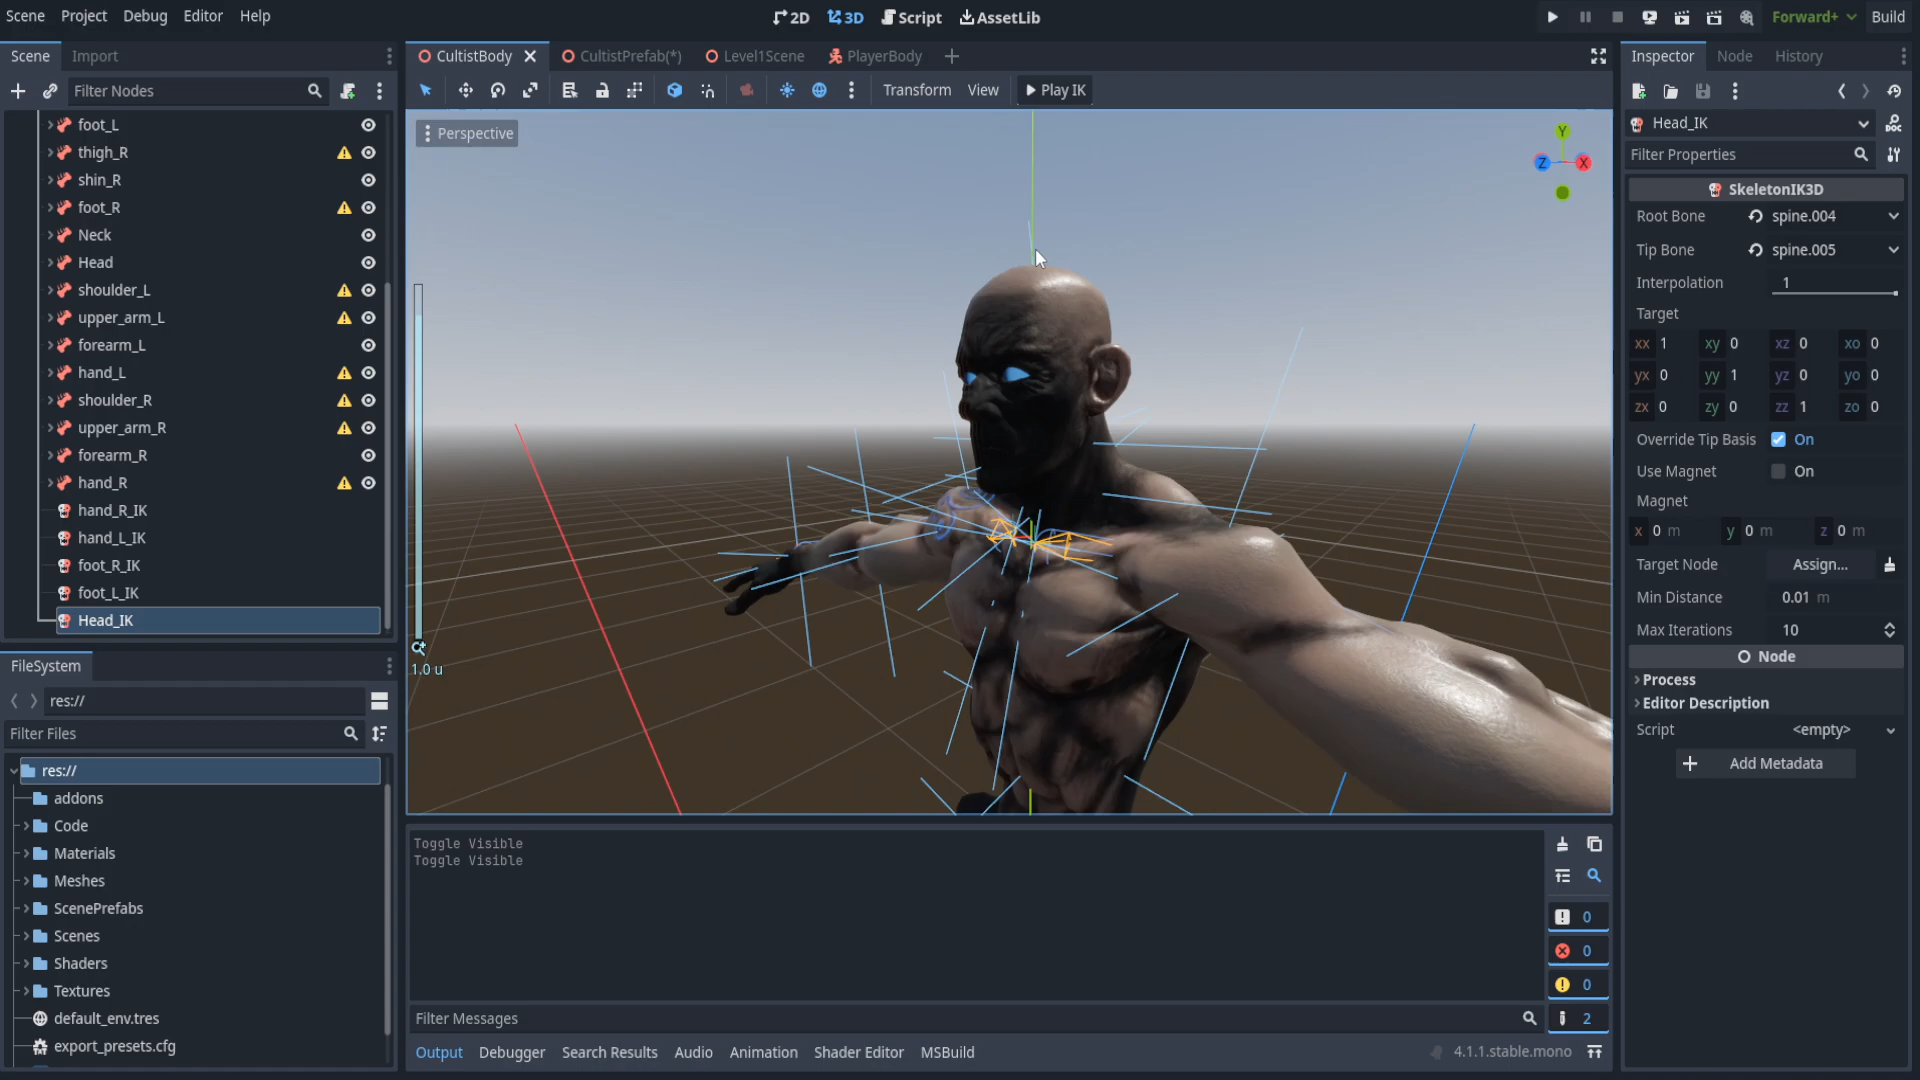 Scene Project Debug Editor Help
2D 3D Script AssetLib
Forward+ Build
Scene Import
Filter Nodes
foot_L
thigh_R
shin_R
foot_R
Neck
Head
shoulder_L
upper_arm_L
forearm_L
hand_L
shoulder_R
upper_arm_R
forearm_R
hand_R
hand_R_IK
hand_L_IK
foot_R_IK
foot_L_IK
Head_IK
FileSystem
res://
Filter Files
res://
addons
Code
Materials
Meshes
ScenePrefabs
Scenes
Shaders
Textures
default_env.tres
export_presets.cfg
CultistBody CultistPrefab(*) Level1Scene PlayerBody
Transform View Play IK
Perspective
Y
Z X
1.0 u
Toggle Visible
Toggle Visible
Filter Messages
0
0
0
2
Output Debugger Search Results Audio Animation Shader Editor MSBuild
4.1.1.stable.mono
Inspector Node History
Head_IK
DOC
Filter Properties
SkeletonIK3D
Root Bone spine.004
Tip Bone spine.005
Interpolation 1
Target
xx 1 xy 0 xz 0 xo 0
yx 0 yy 1 yz 0 yo 0
zx 0 zy 0 zz 1 zo 0
Override Tip Basis On
Use Magnet On
Magnet
x 0 m y 0 m z 0 m
Target Node Assign...
Min Distance 0.01 m
Max Iterations 10
Node
Process
Editor Description
Script <empty>
Add Metadata